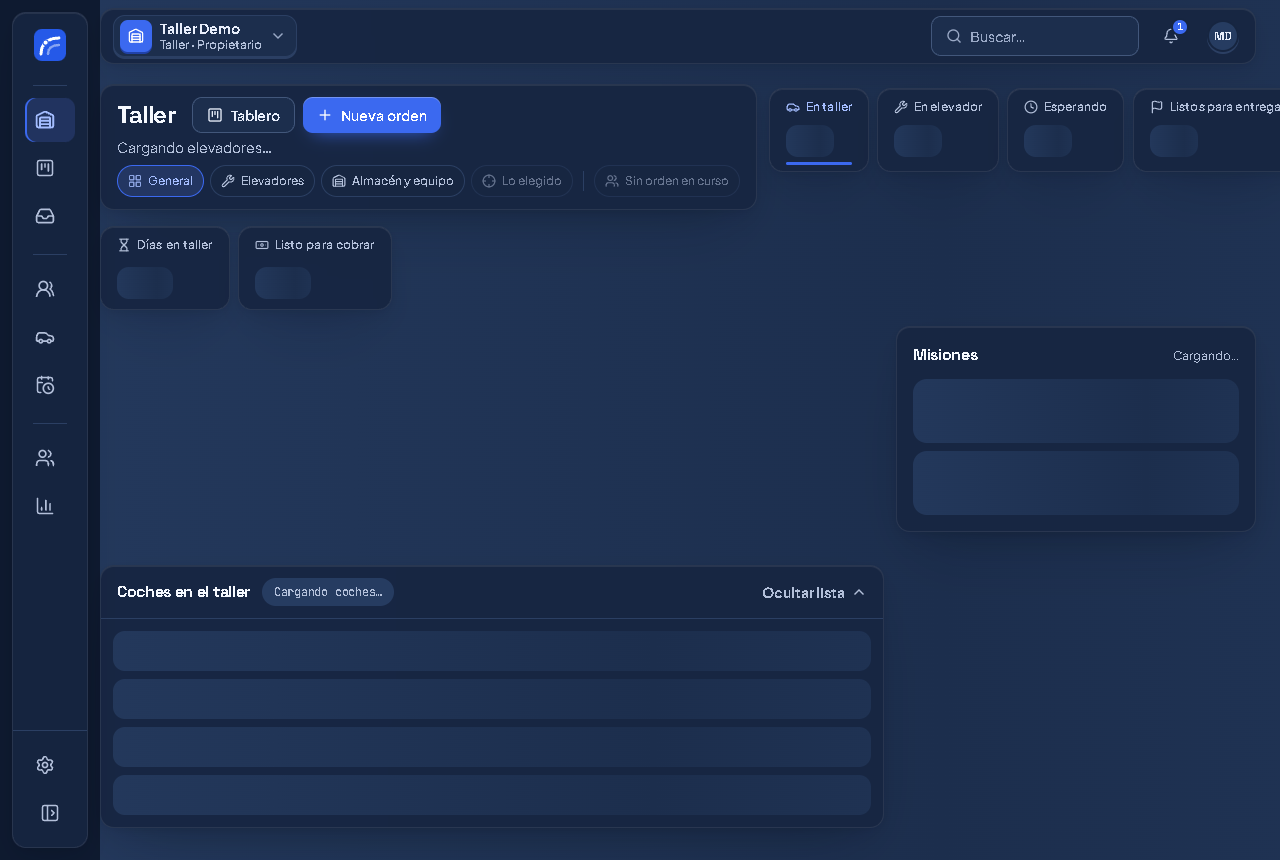 Taller Demo
Taller · Propietario
Buscar...
1
MD
Taller
Tablero
Nueva orden
Cargando elevadores...
General
Elevadores
Almacén y equipo
Lo elegido
Sin orden en curso
En taller
En elevador
Esperando
Listos para entrega
Días en taller
Listo para cobrar
Misiones
Cargando...
Coches en el taller
Cargando coches…
Ocultar lista